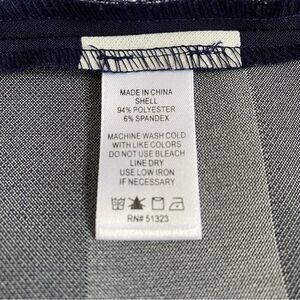 MADE IN CHINA
SHELL
94% POLYESTER
6% SPANDEX
MACHINE WASH COLD
WITH LIKE COLORS
DO NOT USE BLEACH
LINE DRY
USE LOW IRON
IF NECESSARY
RN# 51323